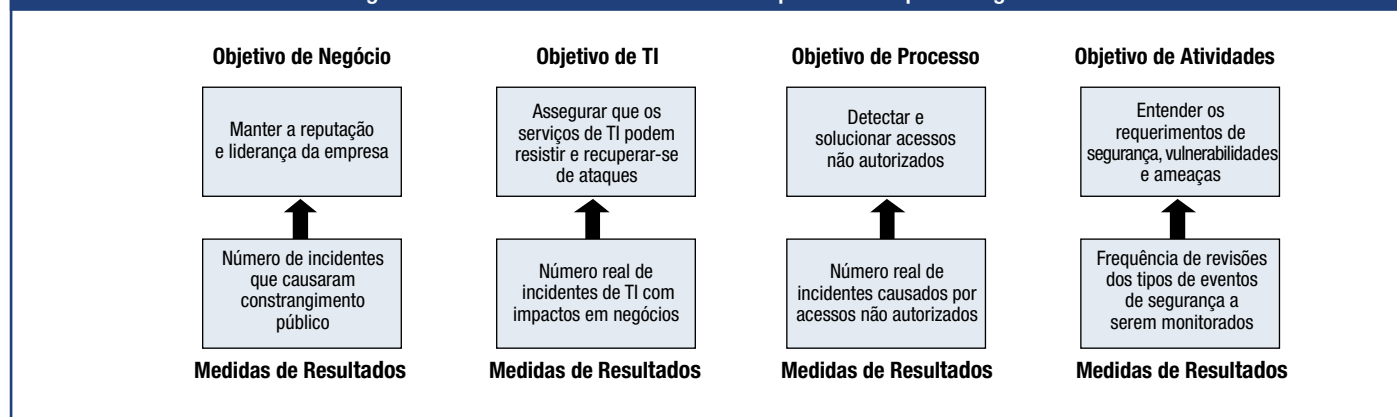 Objetivo de Negócio
Objetivo de TI
Objetivo de Processo
Objetivo de Atividades
Manter a reputação
e liderança da empresa
Assegurar que os
serviços de TI podem
resistir e recuperar-se
de ataques
Detectar e
solucionar acessos
não autorizados
Entender os
requerimentos de
segurança, vulnerabilidades
e ameaças
Número de incidentes
que causaram
constrangimento
público
Número real de
incidentes de TI com
impactos em negócios
Número real de
incidentes causados por
acessos não autorizados
Frequência de revisões
dos tipos de eventos
de segurança a
serem monitorados
Medidas de Resultados
Medidas de Resultados
Medidas de Resultados
Medidas de Resultados